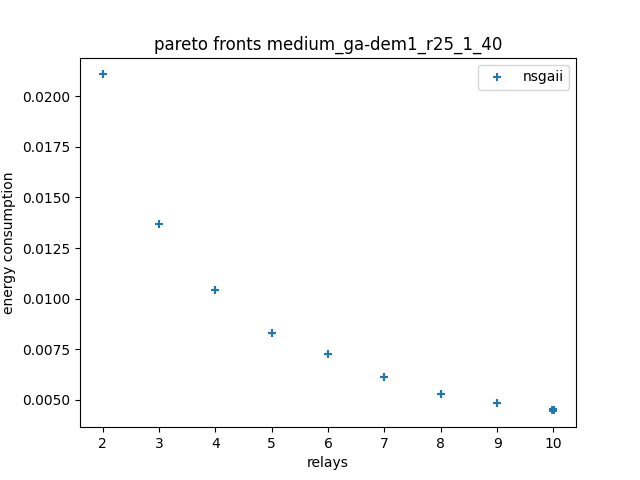 pareto fronts medium_ga-dem1_r25_1_40
nsgaii
energy consumption
0.0200
0.0175
0.0150
0.0125
0.0100
0.0075
0.0050
2 3 4 5 6 7 8 9 10
relays